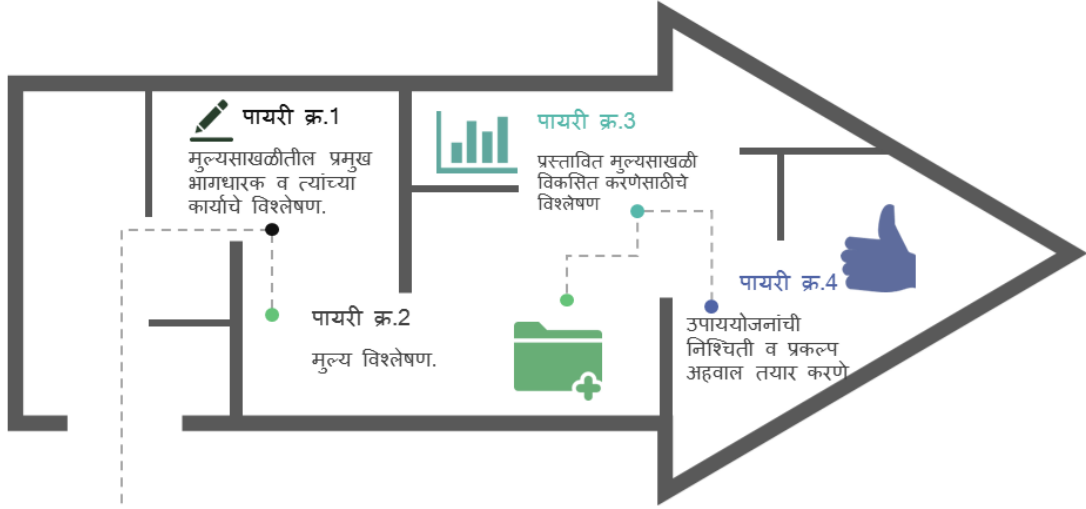 पायरी क्र.1
मुल्यसाखळीतील प्रमुख
भागधारक व त्यांच्या
कार्याचे विश्लेषण.
पायरी क्र.2
मुल्य विश्लेषण.
पायरी क्र.3
प्रस्तावित मुल्यसाखळी
विकसित करणेसाठीचे
विश्लेषण
पायरी क्र.4
उपाययोजनांची
निश्चिती व प्रकल्प
अहवाल तयार करणे